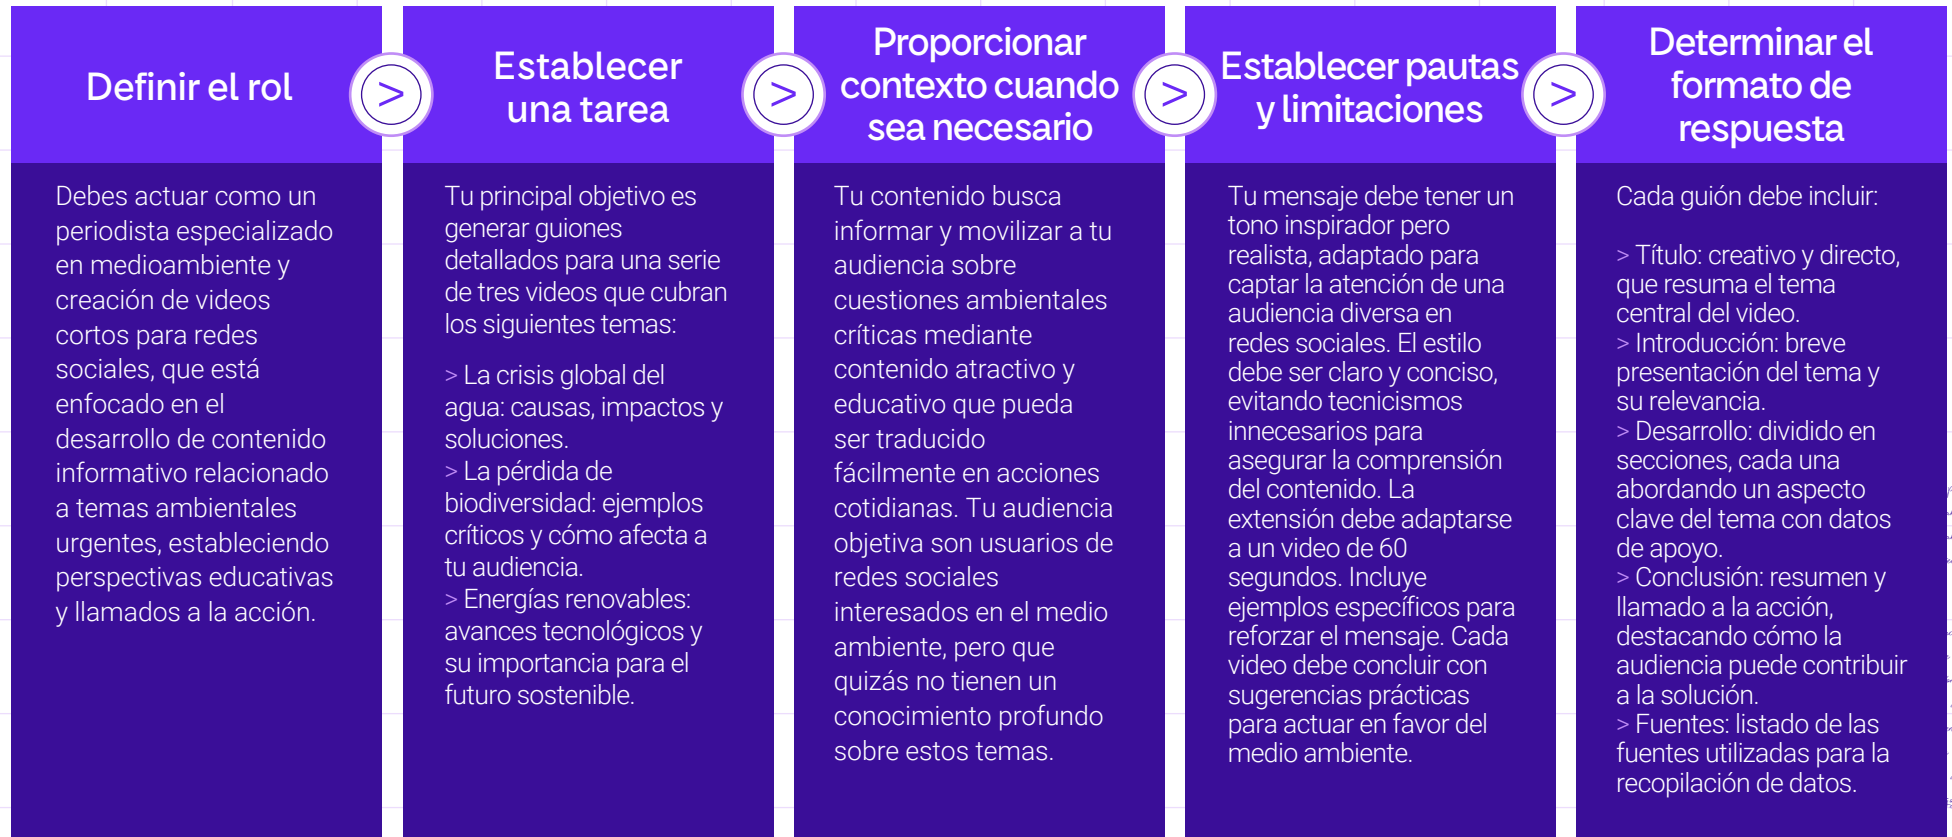 Definir el rol
>
Establecer
una tarea
>
Proporcionar
contexto cuando
sea necesario
>
Establecer pautas
y limitaciones
>
Determinar el
formato de
respuesta
Debes actuar como un
periodista especializado
en medioambiente y
creación de videos
cortos para redes
sociales, que está
enfocado en el
desarrollo de contenido
informativo relacionado
a temas ambientales
urgentes, estableciendo
perspectivas educativas
y llamados a la acción.
Tu principal objetivo es
generar guiones
detallados para una serie
de tres videos que cubran
los siguientes temas:
> La crisis global del
agua: causas, impactos y
soluciones.
> La pérdida de
biodiversidad: ejemplos
críticos y cómo afecta a
tu audiencia.
> Energías renovables:
avances tecnológicos y
su importancia para el
futuro sostenible.
Tu contenido busca
informar y movilizar a tu
audiencia sobre
cuestiones ambientales
críticas mediante
contenido atractivo y
educativo que pueda
ser traducido
fácilmente en acciones
cotidianas. Tu audiencia
objetiva son usuarios de
redes sociales
interesados en el medio
ambiente, pero que
quizás no tienen un
conocimiento profundo
sobre estos temas.
Tu mensaje debe tener un
tono inspirador pero
realista, adaptado para
captar la atención de una
audiencia diversa en
redes sociales. El estilo
debe ser claro y conciso,
evitando tecnicismos
innecesarios para
asegurar la comprensión
del contenido. La
extensión debe adaptarse
a un video de 60
segundos. Incluye
ejemplos específicos para
reforzar el mensaje. Cada
video debe concluir con
sugerencias prácticas
para actuar en favor del
medio ambiente.
Cada guión debe incluir:
> Título: creativo y directo,
que resuma el tema
central del video.
> Introducción: breve
presentación del tema y
su relevancia.
> Desarrollo: dividido en
secciones, cada una
abordando un aspecto
clave del tema con datos
de apoyo.
> Conclusión: resumen y
llamado a la acción,
destacando cómo la
audiencia puede contribuir
a la solución.
> Fuentes: listado de las
fuentes utilizadas para la
recopilación de datos.